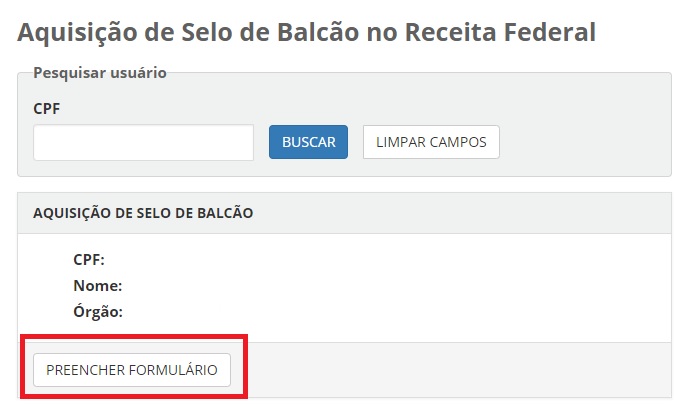 Aquisição de Selo de Balcão no Receita Federal
Pesquisar usuário
CPF
BUSCAR LIMPAR CAMPOS
AQUISIÇÃO DE SELO DE BALCÃO
CPF:
Nome:
Órgão:
PREENCHER FORMULÁRIO